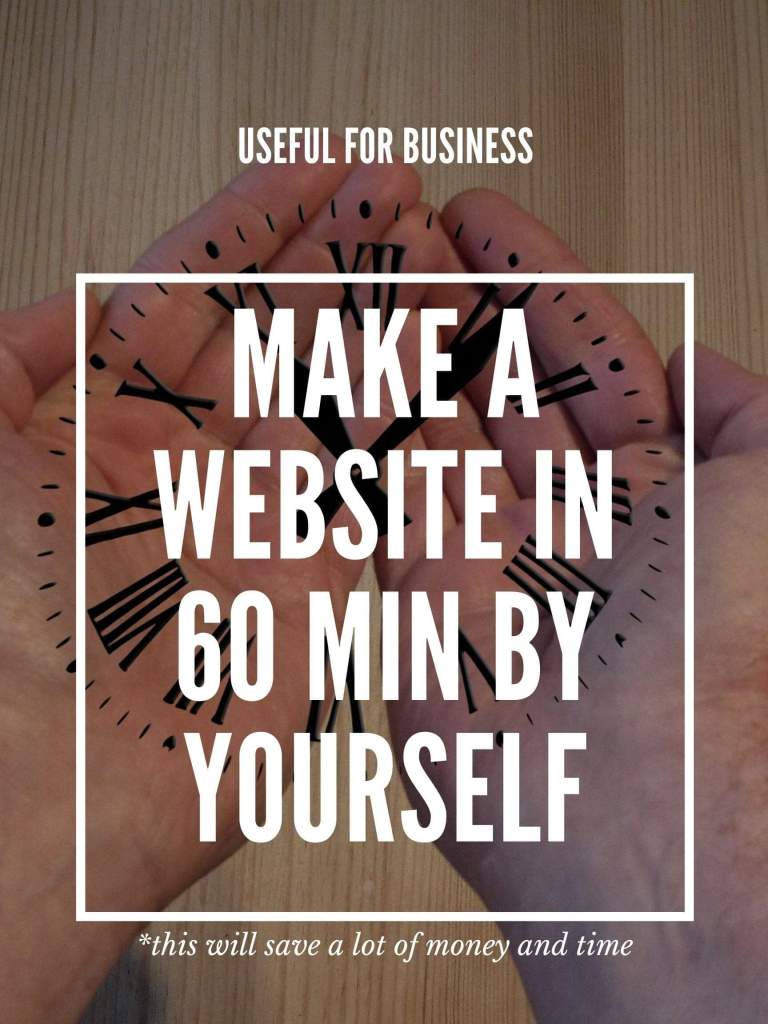 USEFUL FOR BUSINESS
MAKE A
WEBSITE IN
60 MIN BY
YOURSELF
*this will save a lot of money and time